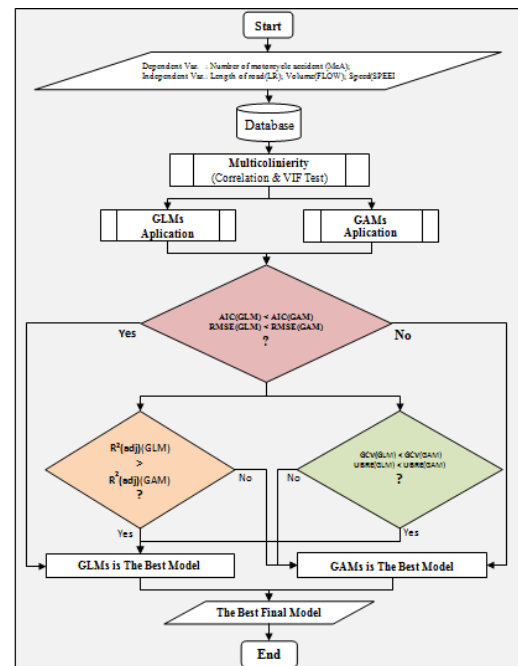 Start
Dependent Var. : Number of motorcycle accident (McA);
Independent Var.: Length of road(LR); Volume(FLOW); Speed(SPEEI
Database
Multicolinierity
(Correlation & VIF Test)
GLMs
Aplication
GAMs
Aplication
AIC(GLM) < AIC(GAM)
RMSE(GLM) < RMSE(GAM)
?
Yes
No
R²(adj)(GLM)
>
R²(adj)(GAM)
?
No
Yes
GCV(GLM) < GCV(GAM)
UBRE(GLM) < UBRE(GAM)
?
No
Yes
GLMs is The Best Model
GAMs is The Best Model
The Best Final Model
End